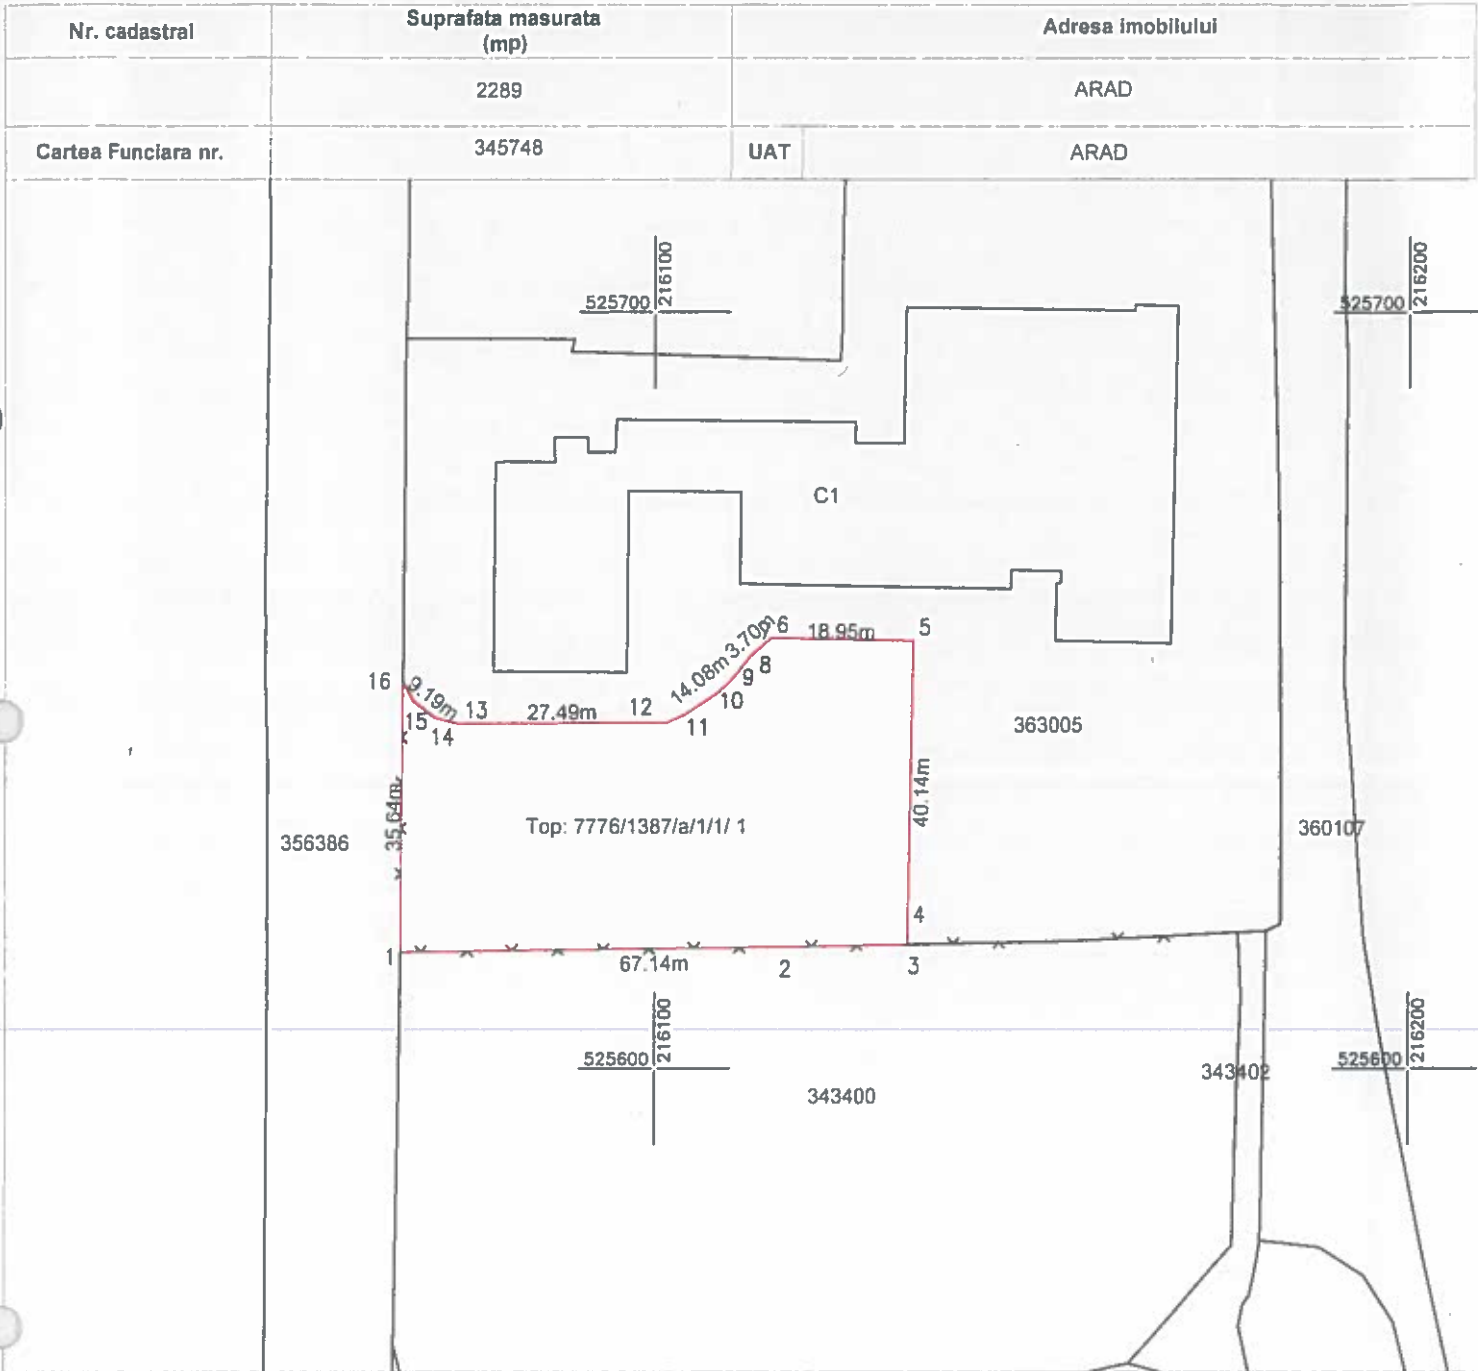 Nr. cadastral
Suprafata masurata
(mp)
Adresa imobilului
2289
ARAD
Cartea Funciara nr.
345748
UAT
ARAD
525700
216100
525700
216200
C1
16
9.19m
15
14
13
27.49m
12
14.08m
11
10
9
8
3.70m
6
18.95m
5
363005
40.14m
35.64m
356386
Top: 7776/1387/a/1/1/ 1
360107
4
1
67.14m
2
3
525600
216100
343400
343402
525600
216200